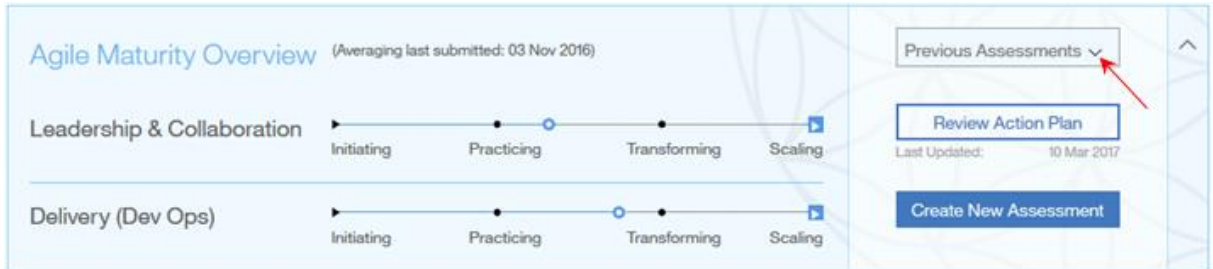 Agile Maturity Overview (Averaging last submitted: 03 Nov 2016)
Previous Assessments
Leadership & Collaboration
Initiating Practicing Transforming Scaling
Review Action Plan
Last Updated: 10 Mar 2017
Delivery (Dev Ops)
Initiating Practicing Transforming Scaling
Create New Assessment